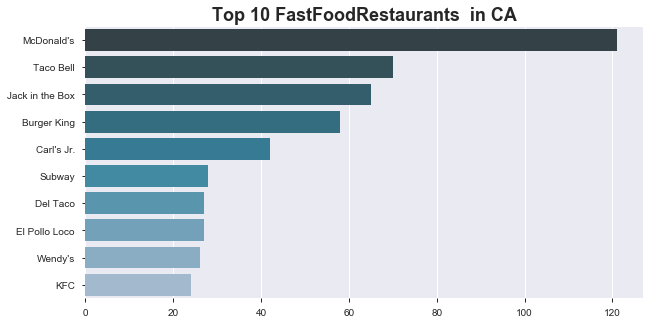 Top 10 FastFoodRestaurants  in CA
McDonald's
Taco Bell
Jack in the Box
Burger King
Carl's Jr.
Subway
Del Taco
El Pollo Loco
Wendy's
KFC
0 20 40 60 80 100 120